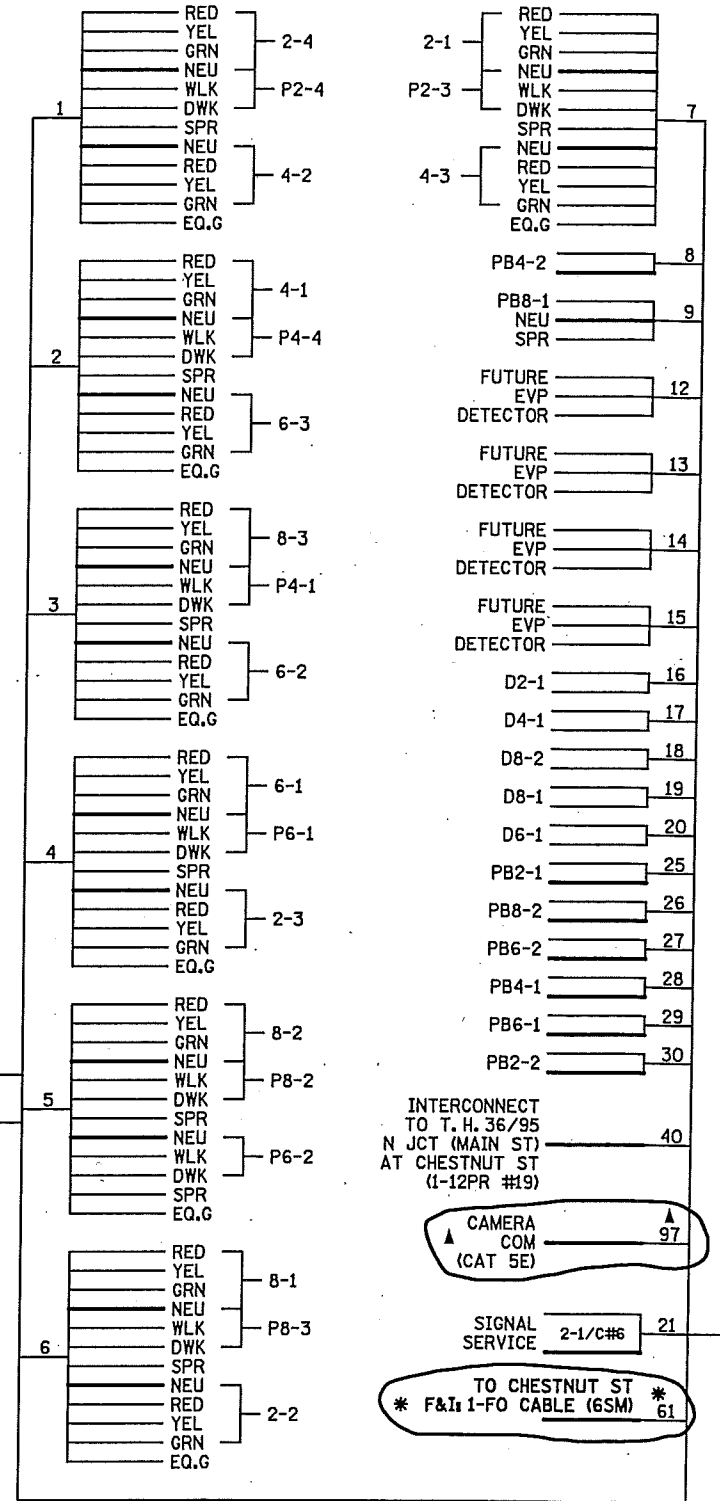 1
RED
YEL
GRN
NEU
WLK
DWK
SPR
NEU
RED
YEL
GRN
EQ.G
2-4
P2-4
4-2
2
RED
YEL
GRN
NEU
WLK
DWK
SPR
NEU
RED
YEL
GRN
EQ.G
4-1
P4-4
6-3
3
RED
YEL
GRN
NEU
WLK
DWK
SPR
NEU
RED
YEL
GRN
EQ.G
8-3
P4-1
6-2
4
RED
YEL
GRN
NEU
WLK
DWK
SPR
NEU
RED
YEL
GRN
EQ.G
6-1
P6-1
2-3
5
RED
YEL
GRN
NEU
WLK
DWK
SPR
NEU
WLK
DWK
SPR
EQ.G
8-2
P8-2
P6-2
6
RED
YEL
GRN
NEU
WLK
DWK
SPR
NEU
RED
YEL
GRN
EQ.G
8-1
P8-3
2-2
2-1
P2-3
4-3
RED
YEL
GRN
NEU
WLK
DWK
SPR
NEU
RED
YEL
GRN
EQ.G
7
PB4-2 8
PB8-1
NEU 9
SPR
FUTURE
EVP 12
DETECTOR
FUTURE
EVP 13
DETECTOR
FUTURE
EVP 14
DETECTOR
FUTURE
EVP 15
DETECTOR
D2-1 16
D4-1 17
D8-2 18
D8-1 19
D6-1 20
PB2-1 25
PB8-2 26
PB6-2 27
PB4-1 28
PB6-1 29
PB2-2 30
INTERCONNECT
TO T.H. 36/95
N JCT (MAIN ST) 40
AT CHESTNUT ST
(1-12PR #19)
CAMERA
COM 97
(CAT 5E)
SIGNAL
SERVICE 2-1/C#6 21
TO CHESTNUT ST *
* F&I: 1-FO CABLE (6SM) 61